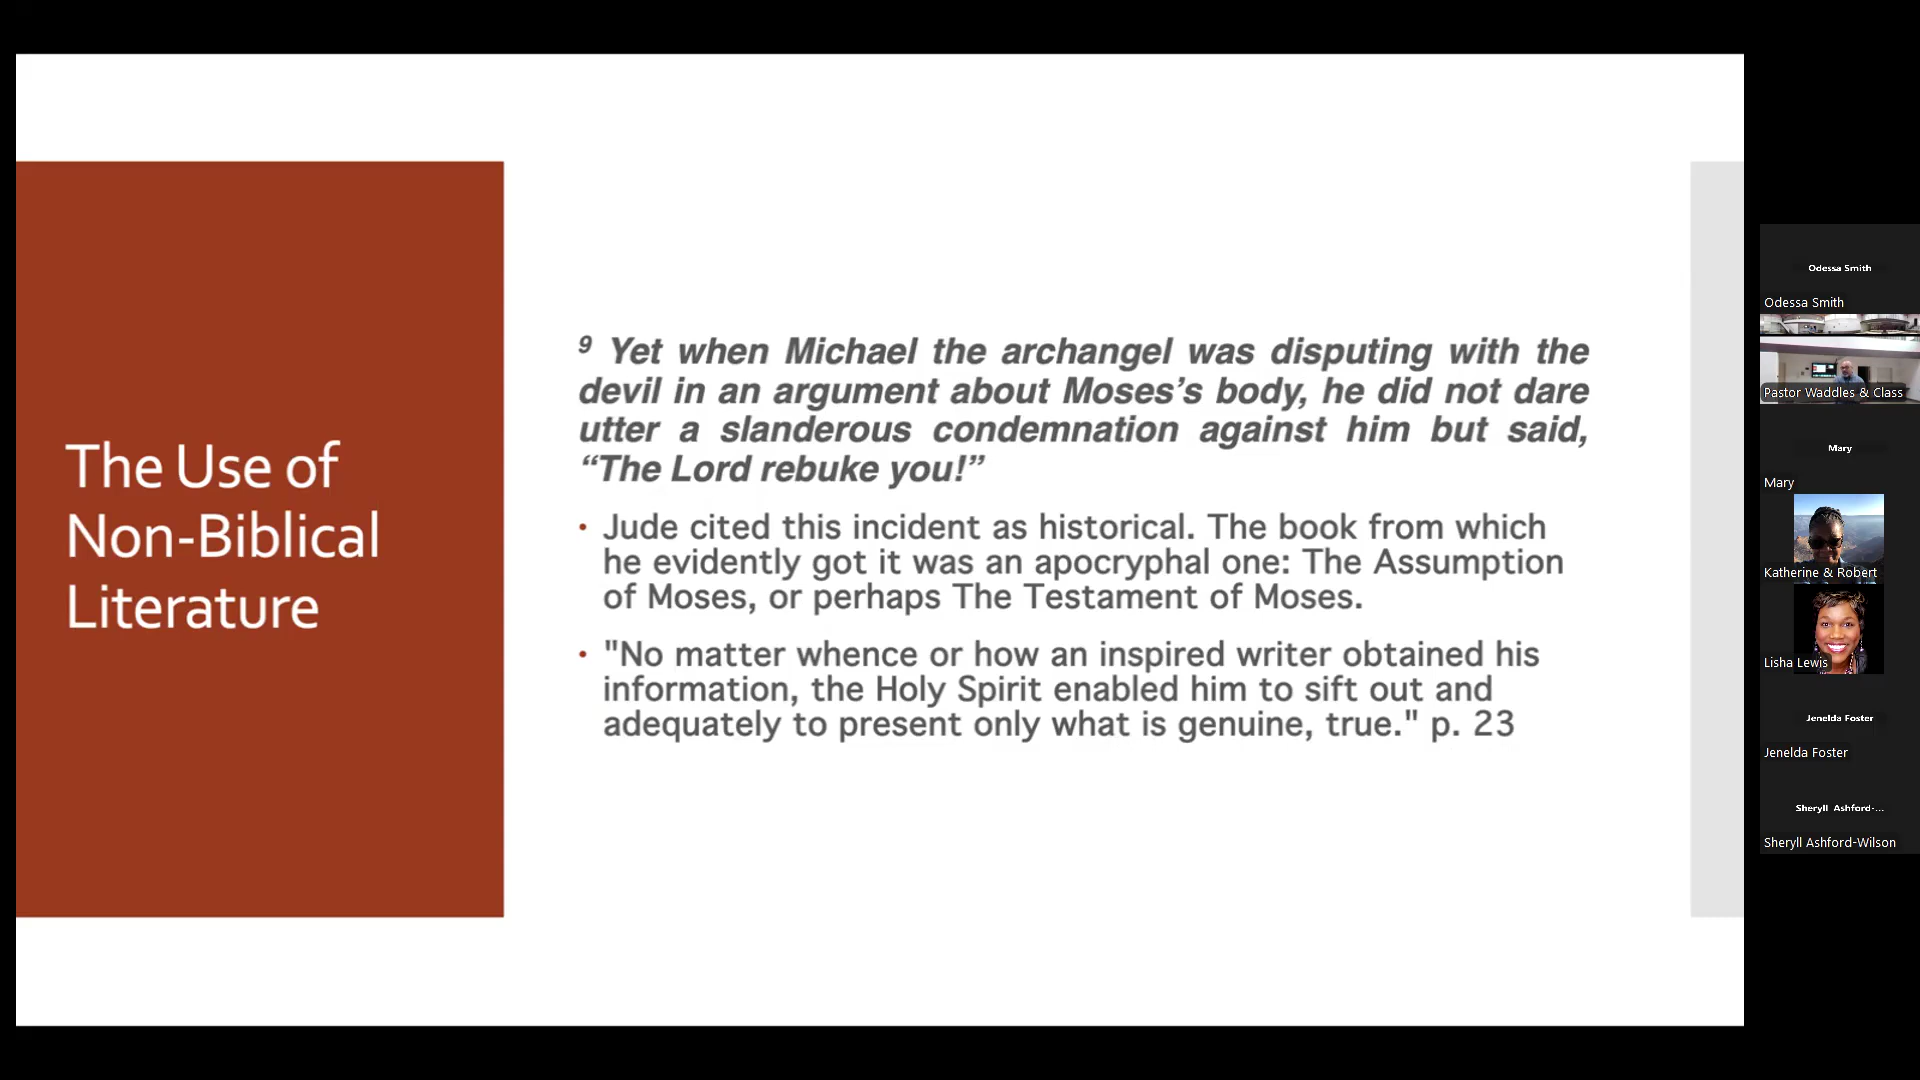 The Use of
Non-Biblical
Literature
9 Yet when Michael the archangel was disputing with the
devil in an argument about Moses’s body, he did not dare
utter a slanderous condemnation against him but said,
“The Lord rebuke you!”
• Jude cited this incident as historical. The book from which
he evidently got it was an apocryphal one: The Assumption
of Moses, or perhaps The Testament of Moses.
• "No matter whence or how an inspired writer obtained his
information, the Holy Spirit enabled him to sift out and
adequately to present only what is genuine, true." p. 23
Odessa Smith
Odessa Smith
Pastor Waddles & Class
Mary
Mary
Katherine & Robert
Lisha Lewis
Jenelda Foster
Jenelda Foster
Sheryll Ashford-...
Sheryll Ashford-Wilson